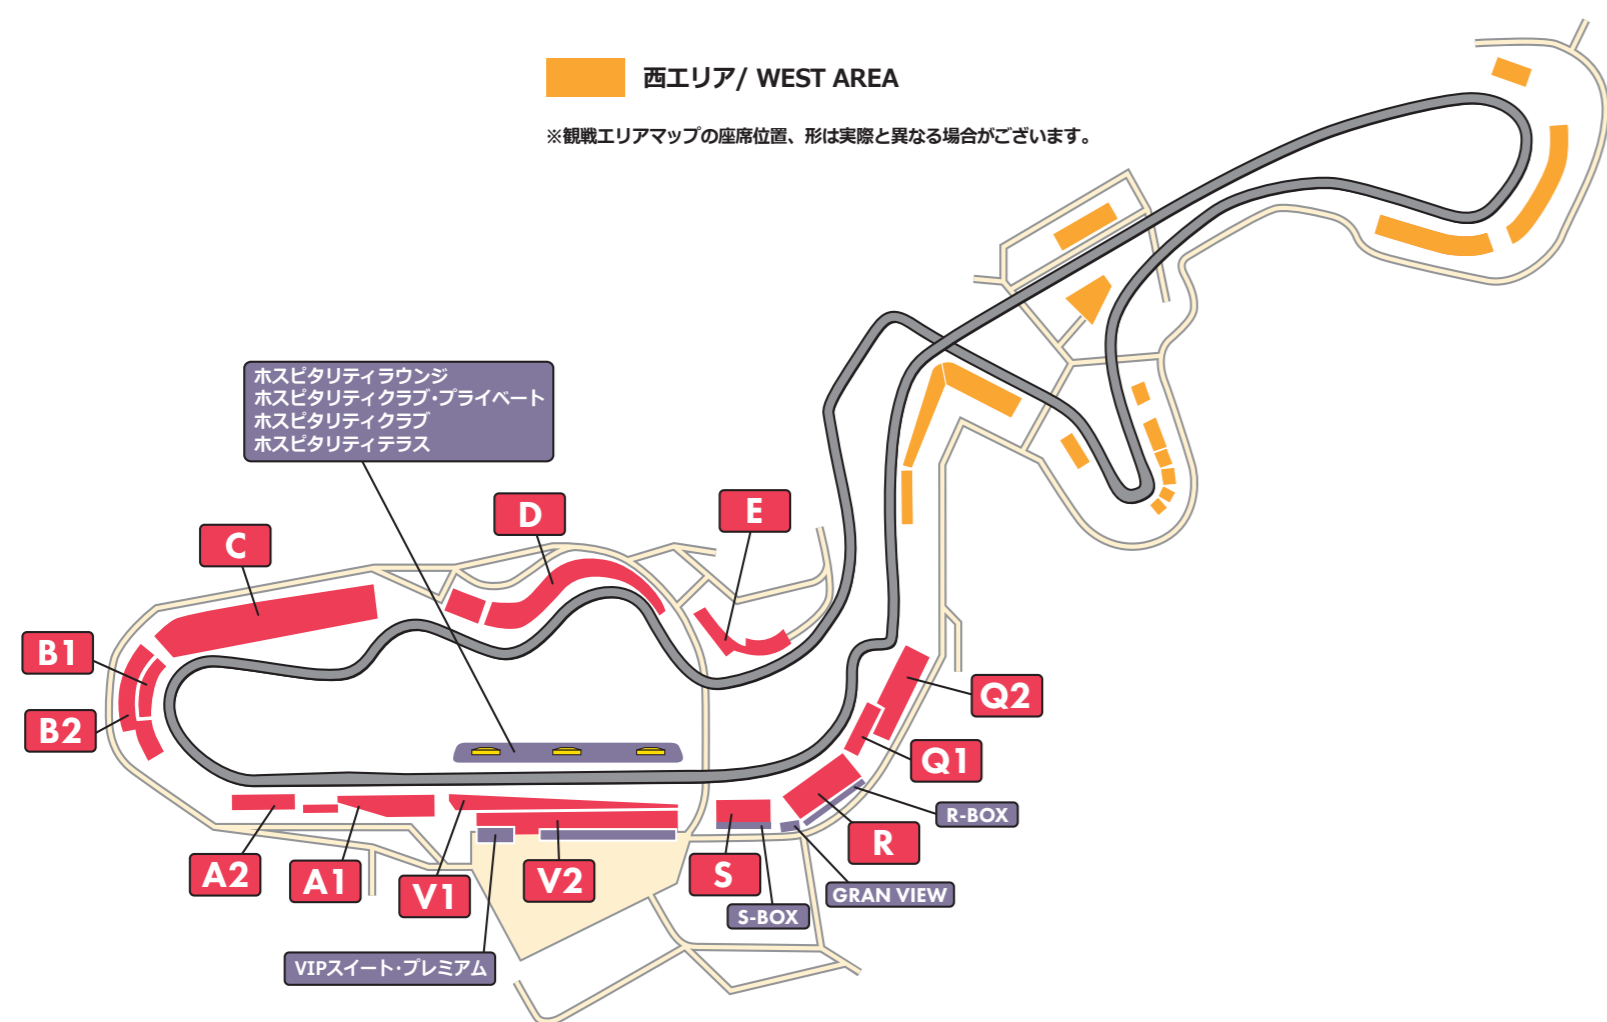 西エリア/ WEST AREA
※観戦エリアマップの座席位置、形は実際と異なる場合がございます。
ホスピタリティラウンジ
ホスピタリティクラブ･プライベート
ホスピタリティクラブ
ホスピタリティテラス
D
E
C
B1
B2
Q2
Q1
R-BOX
R
A2
A1
V1
V2
S
GRAN VIEW
S-BOX
VIPスイート･プレミアム